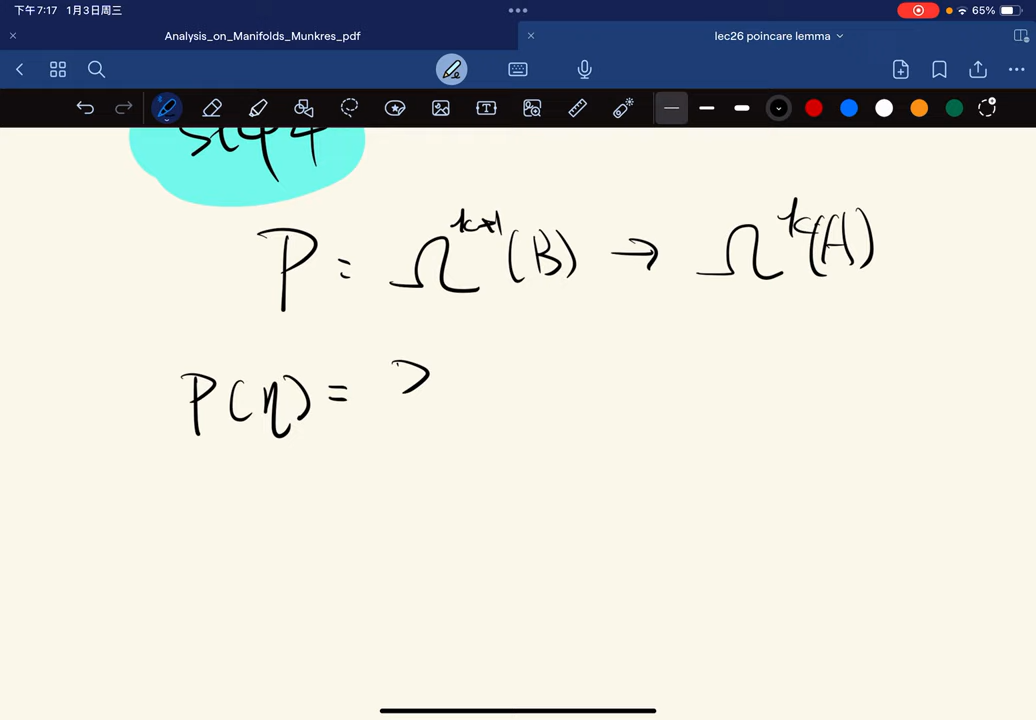 下午7:17 1月3日周三
65%
Analysis_on_Manifolds_Munkres_pdf
lec26 poincare lemma
step 4
P : Ω^{k+1}(B) → Ω^k(A)
P(η) =